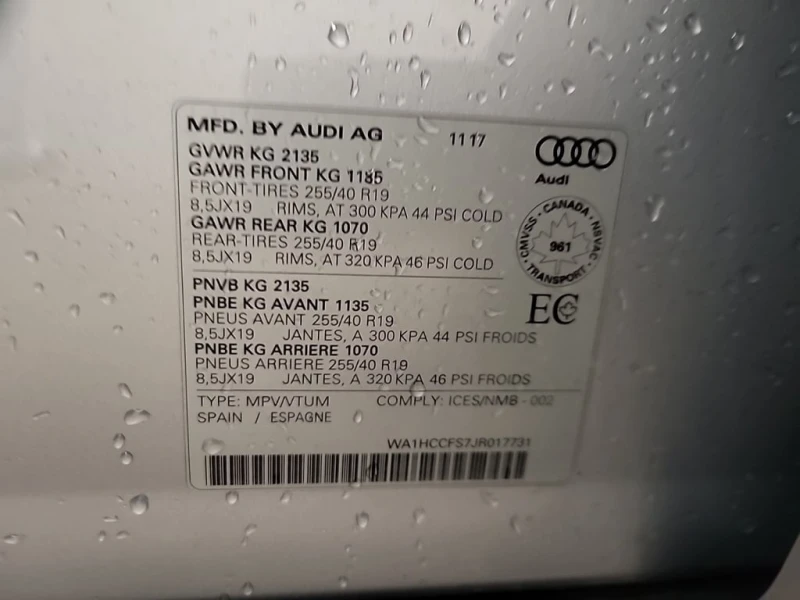 MFD. BY AUDI AG 11 17
GVWR KG 2135
GAWR FRONT KG 1185
FRONT-TIRES 255/40 R19
8,5JX19 RIMS, AT 300 KPA 44 PSI COLD
GAWR REAR KG 1070
REAR-TIRES 255/40 R19
8,5JX19 RIMS, AT 320 KPA 46 PSI COLD
Audi
CANADA
CMVSS NSVAC
961
TRANSPORT
PNVB KG 2135
PNBE KG AVANT 1135
PNEUS AVANT 255/40 R19
8,5JX19 JANTES, A 300 KPA 44 PSI FROIDS
PNBE KG ARRIERE 1070
PNEUS ARRIERE 255/40 R19
8,5JX19 JANTES, A 320 KPA 46 PSI FROIDS
EC
TYPE: MPV/VTUM COMPLY: ICES/NMB - 002
SPAIN / ESPAGNE
WA1HCCFS7JR017731